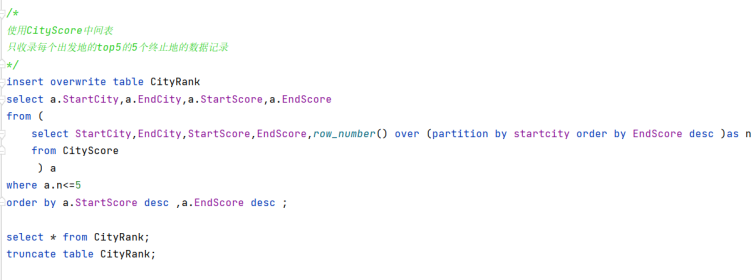 /*
使用CityScore中间表
只收录每个出发地的top5的5个终止地的数据记录
*/
insert overwrite table CityRank
select a.StartCity,a.EndCity,a.StartScore,a.EndScore
from (
    select StartCity,EndCity,StartScore,EndScore,row_number() over (partition by startcity order by EndScore desc )as n
    from CityScore
     ) a
where a.n<=5
order by a.StartScore desc ,a.EndScore desc ;

select * from CityRank;
truncate table CityRank;